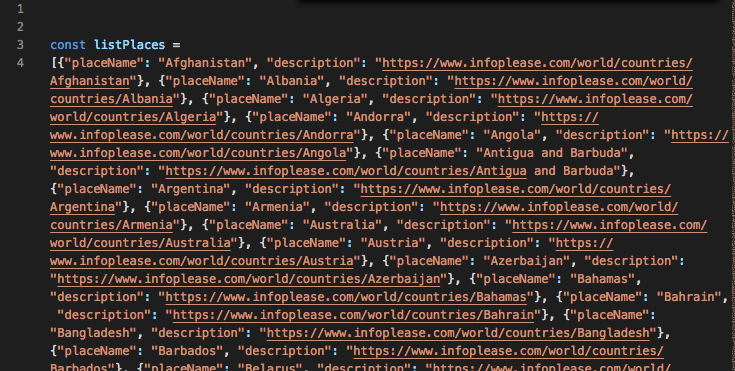 1
2
3 const listPlaces =
4 [{"placeName": "Afghanistan", "description": "https://www.infoplease.com/world/countries/
Afghanistan"}, {"placeName": "Albania", "description": "https://www.infoplease.com/world/
countries/Albania"}, {"placeName": "Algeria", "description": "https://www.infoplease.com/
world/countries/Algeria"}, {"placeName": "Andorra", "description": "https://
www.infoplease.com/world/countries/Andorra"}, {"placeName": "Angola", "description": "https://
www.infoplease.com/world/countries/Angola"}, {"placeName": "Antigua and Barbuda",
"description": "https://www.infoplease.com/world/countries/Antigua and Barbuda"},
{"placeName": "Argentina", "description": "https://www.infoplease.com/world/countries/
Argentina"}, {"placeName": "Armenia", "description": "https://www.infoplease.com/world/
countries/Armenia"}, {"placeName": "Australia", "description": "https://www.infoplease.com/
world/countries/Australia"}, {"placeName": "Austria", "description": "https://
www.infoplease.com/world/countries/Austria"}, {"placeName": "Azerbaijan", "description":
"https://www.infoplease.com/world/countries/Azerbaijan"}, {"placeName": "Bahamas",
"description": "https://www.infoplease.com/world/countries/Bahamas"}, {"placeName": "Bahrain",
"description": "https://www.infoplease.com/world/countries/Bahrain"}, {"placeName":
"Bangladesh", "description": "https://www.infoplease.com/world/countries/Bangladesh"},
{"placeName": "Barbados", "description": "https://www.infoplease.com/world/countries/
Barbados"}, {"placeName": "Belarus", "description": "https://www.infoplease.com/world/